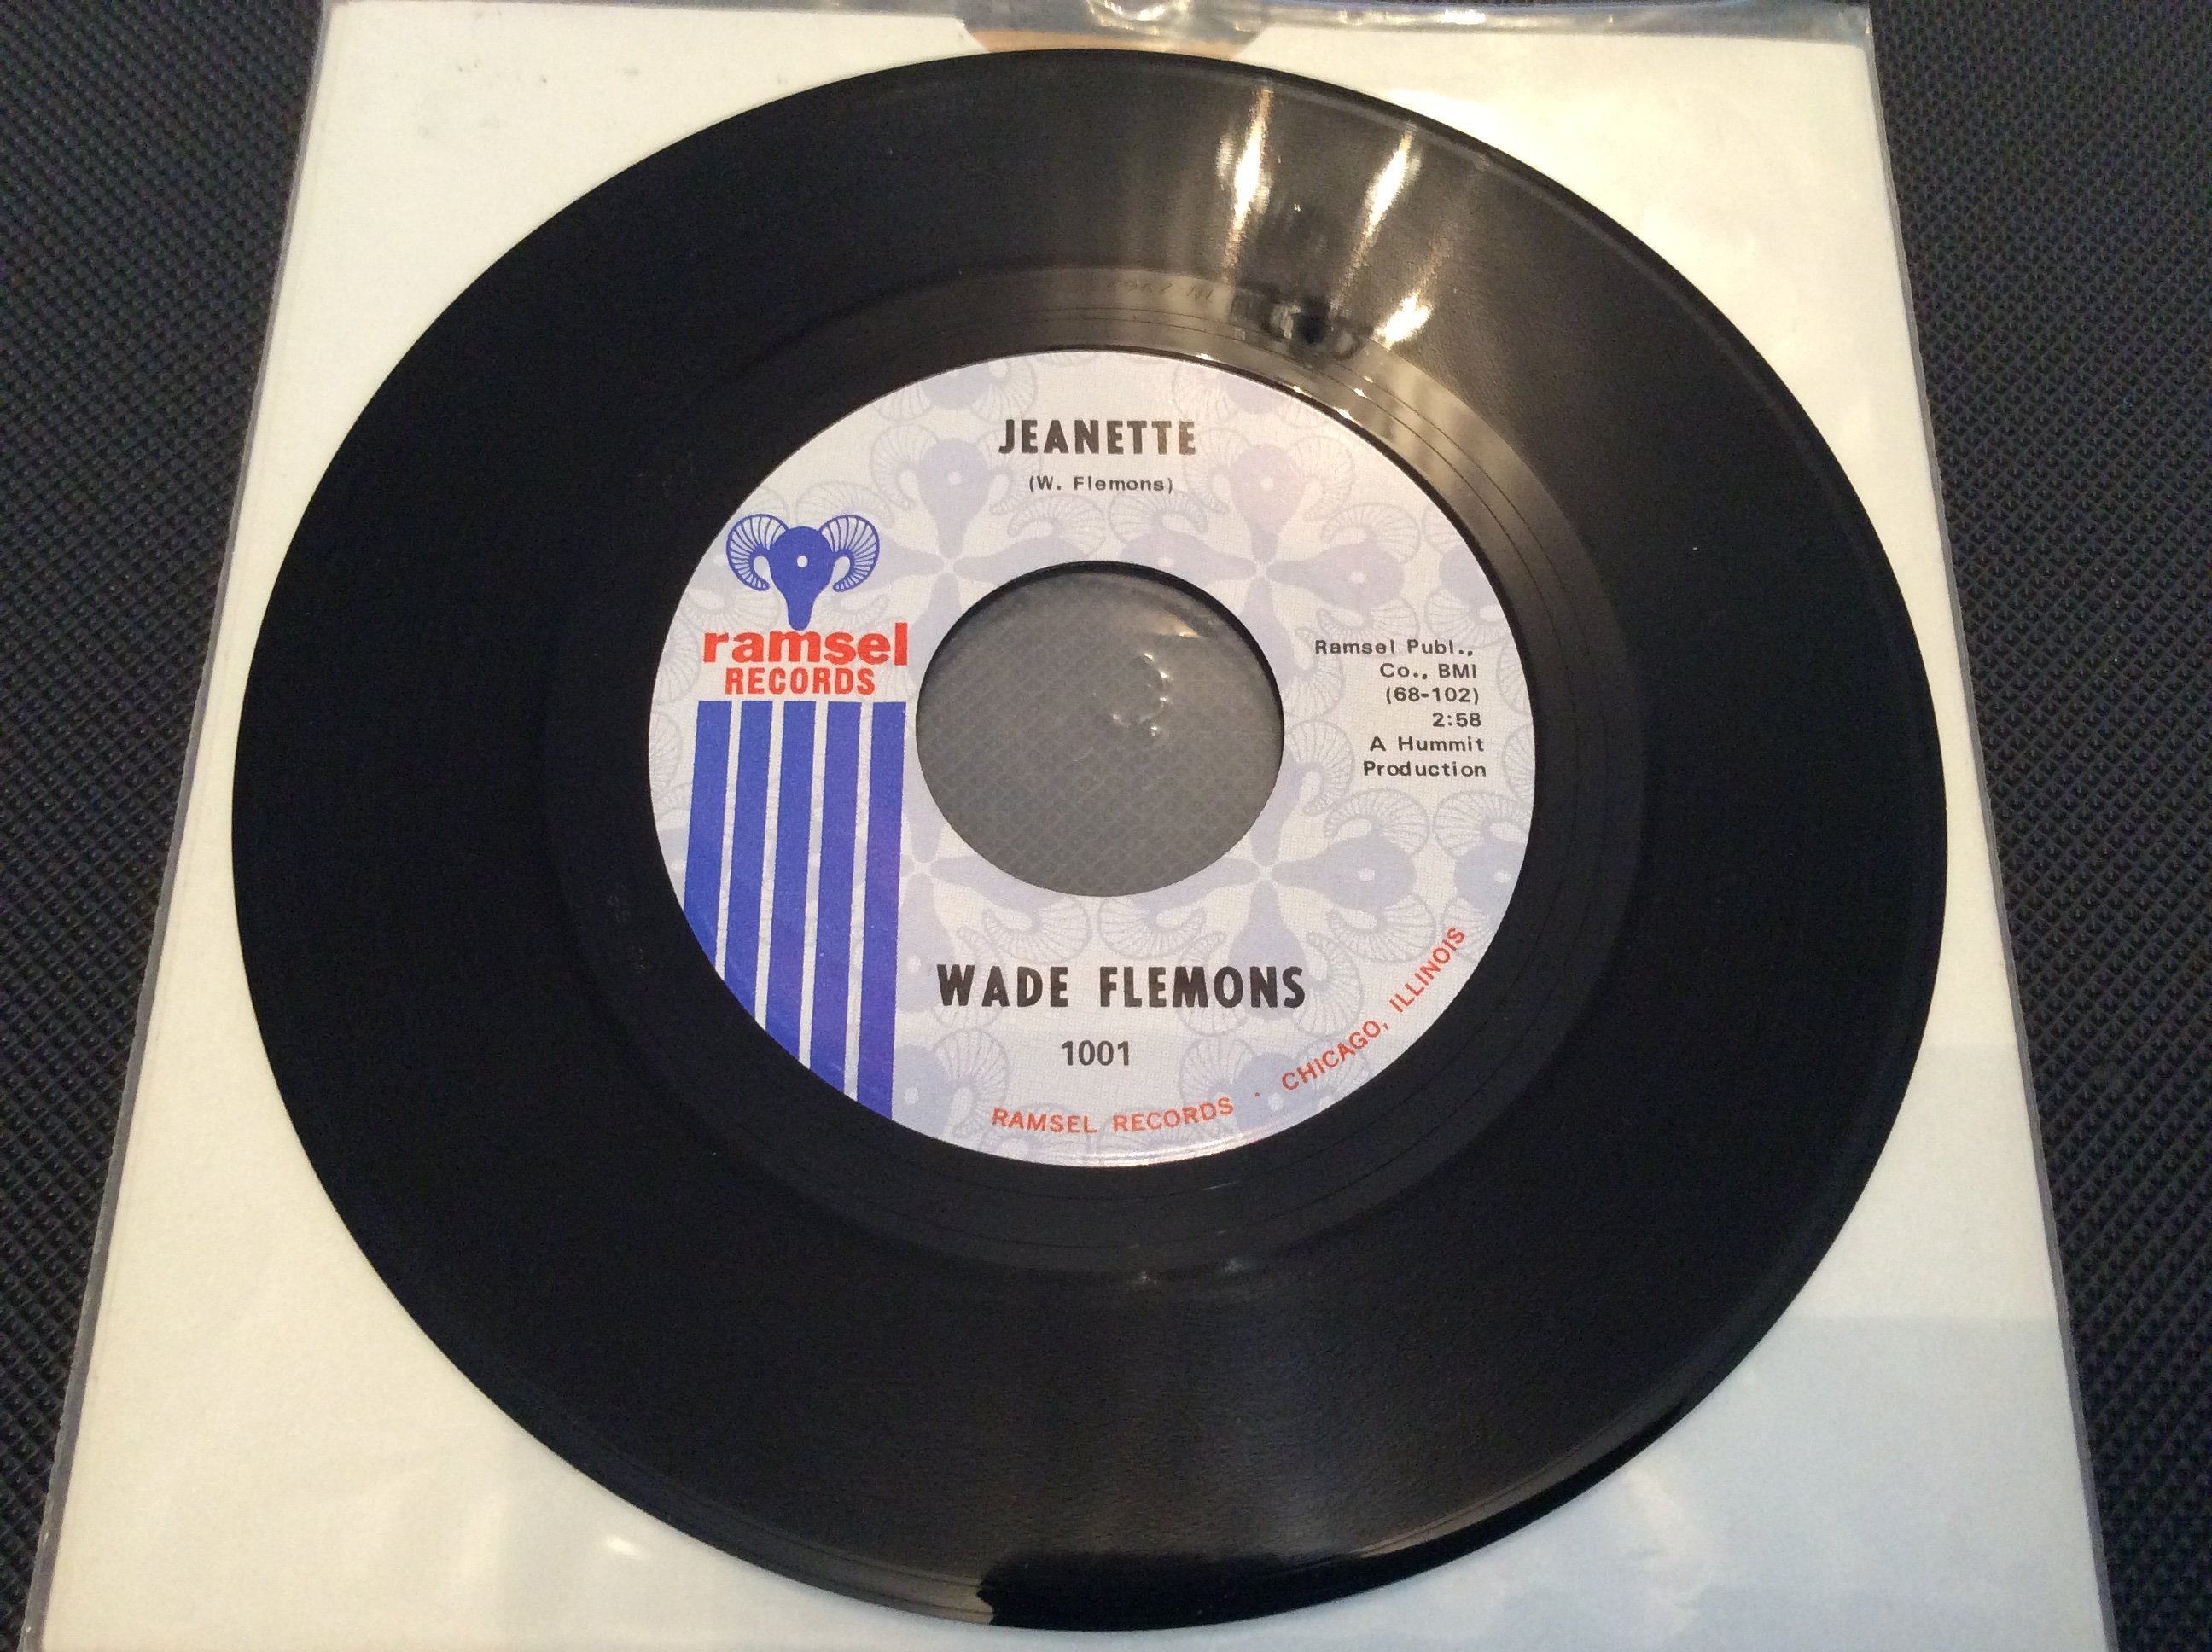 JEANETTE
(W. Flemons)
ramsel
RECORDS
Ramsel Publ.,
Co., BMI
(68-102)
2:58
A Hummit
Production
WADE FLEMONS
1001
RAMSEL RECORDS · CHICAGO, ILLINOIS